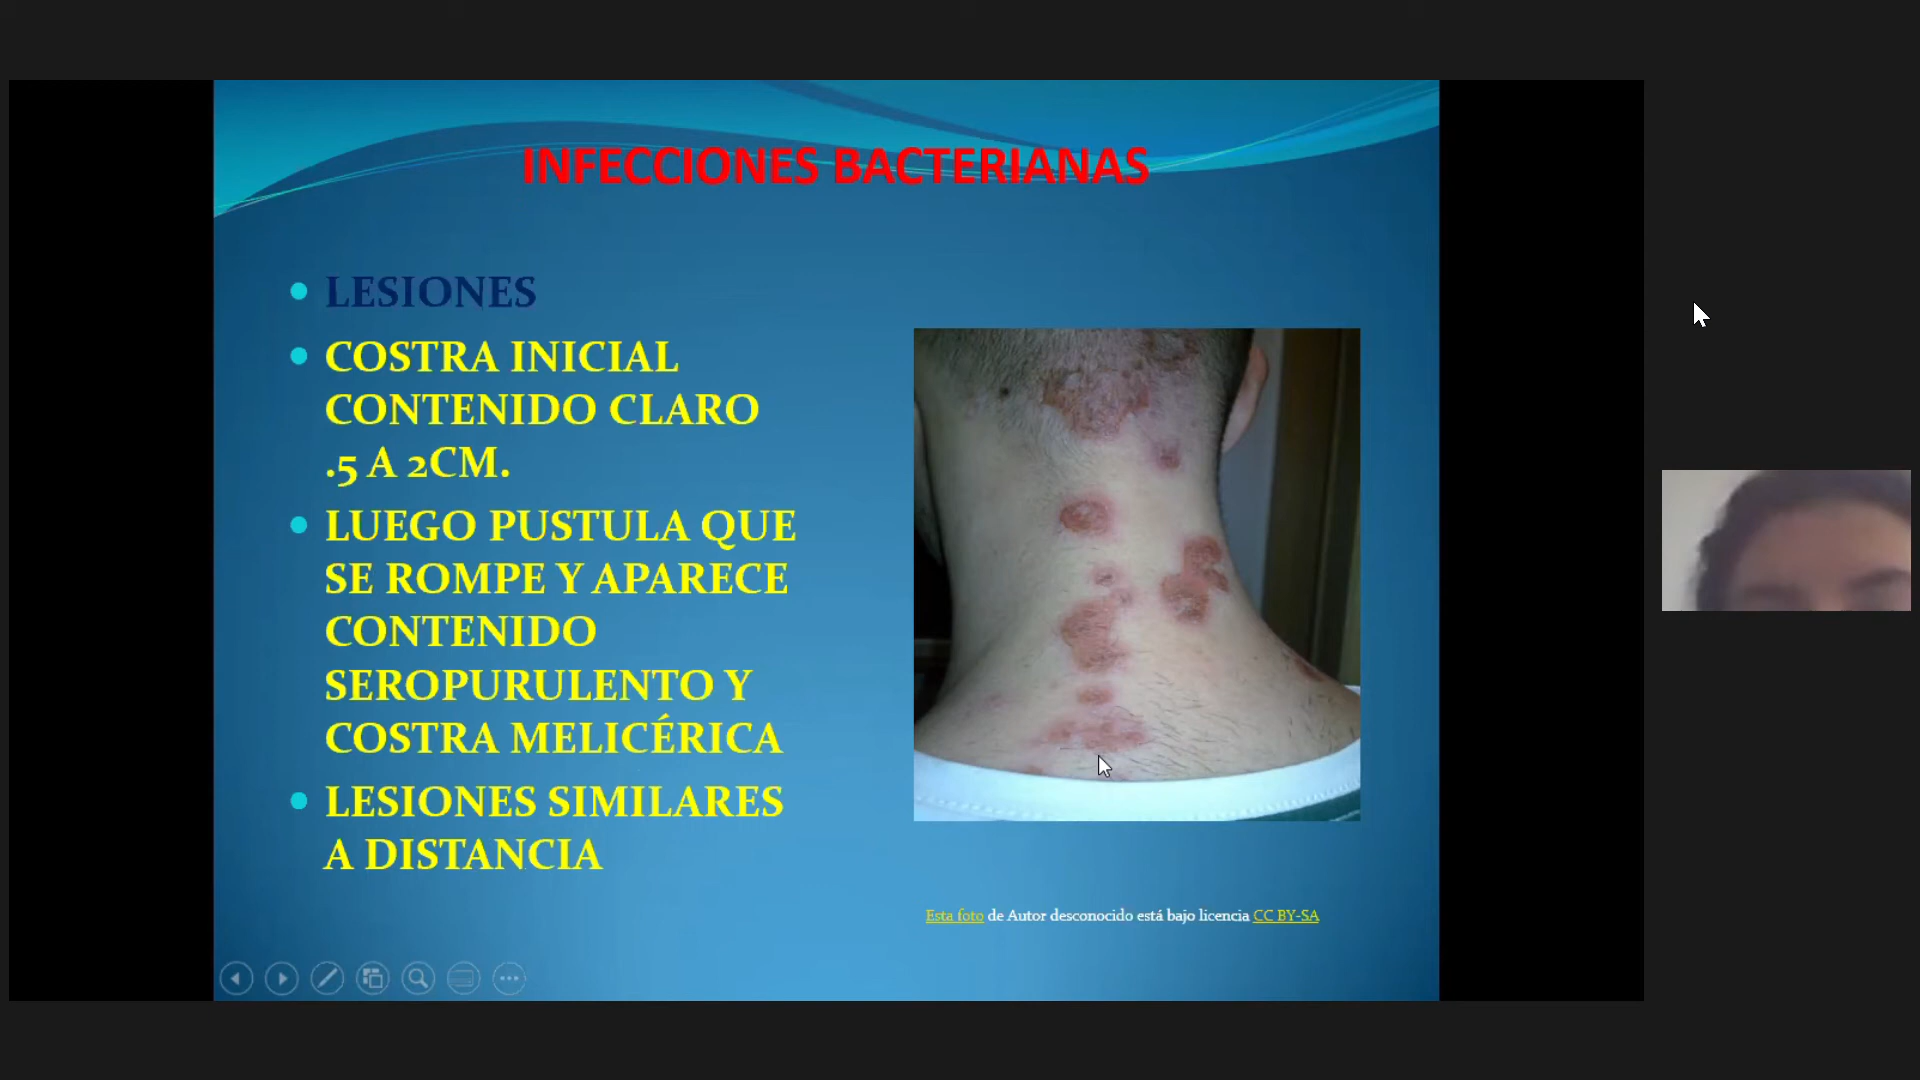 INFECCIONES BACTERIANAS
LESIONES
COSTRA INICIAL
CONTENIDO CLARO
.5 A 2CM.
LUEGO PUSTULA QUE
SE ROMPE Y APARECE
CONTENIDO
SEROPURULENTO Y
COSTRA MELICÉRICA
LESIONES SIMILARES
A DISTANCIA
Esta foto de Autor desconocido está bajo licencia CC BY-SA